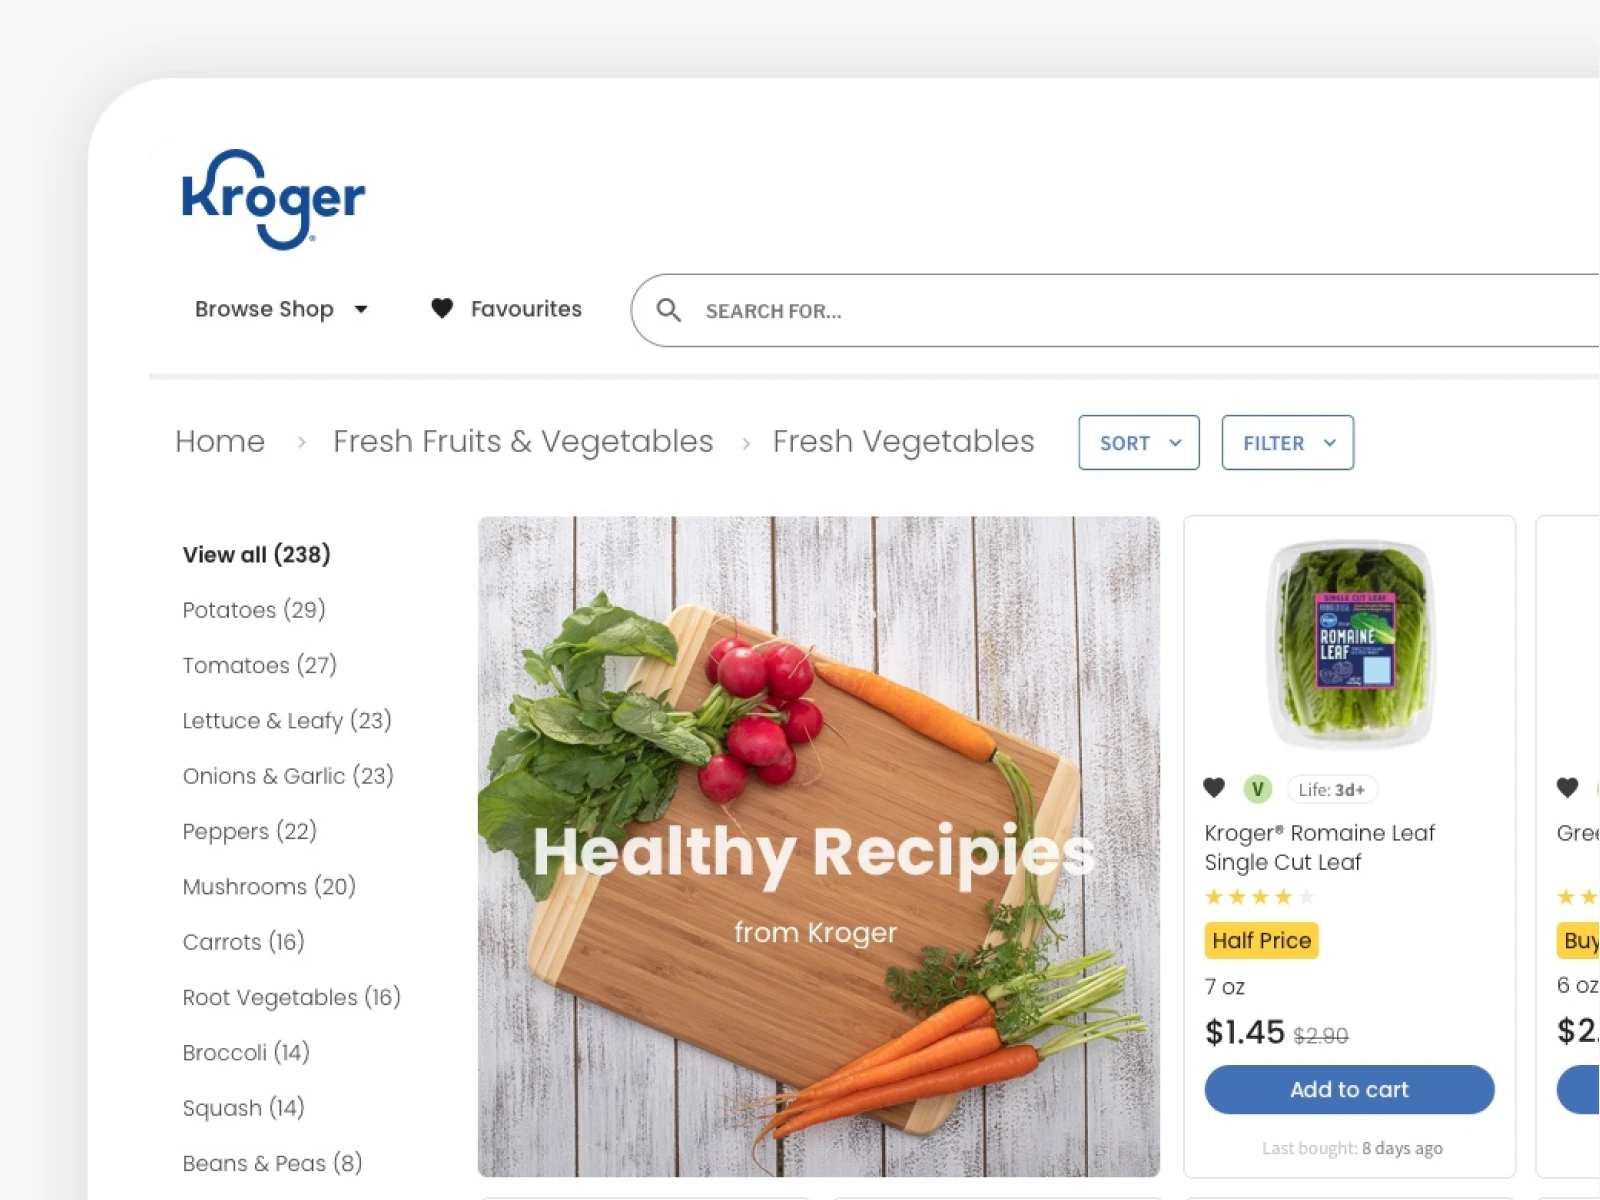 Kroger®
Browse Shop
Favourites
SEARCH FOR...
Home > Fresh Fruits & Vegetables > Fresh Vegetables
SORT
FILTER
View all (238)
Potatoes (29)
Tomatoes (27)
Lettuce & Leafy (23)
Onions & Garlic (23)
Peppers (22)
Mushrooms (20)
Carrots (16)
Root Vegetables (16)
Broccoli (14)
Squash (14)
Beans & Peas (8)
Healthy Recipies
from Kroger
SINGLE CUT LEAF
Kroger
ROMAINE
LEAF
V
Life: 3d+
Kroger® Romaine Leaf
Single Cut Leaf
Half Price
7 oz
$1.45 $2.90
Add to cart
Last bought: 8 days ago
Gree
Buy
6 oz
$2.